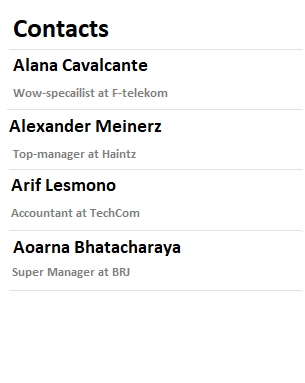 Contacts
Alana Cavalcante
Wow-specailist at F-telekom
Alexander Meinerz
Top-manager at Haintz
Arif Lesmono
Accountant at TechCom
Aoarna Bhatacharaya
Super Manager at BRJ